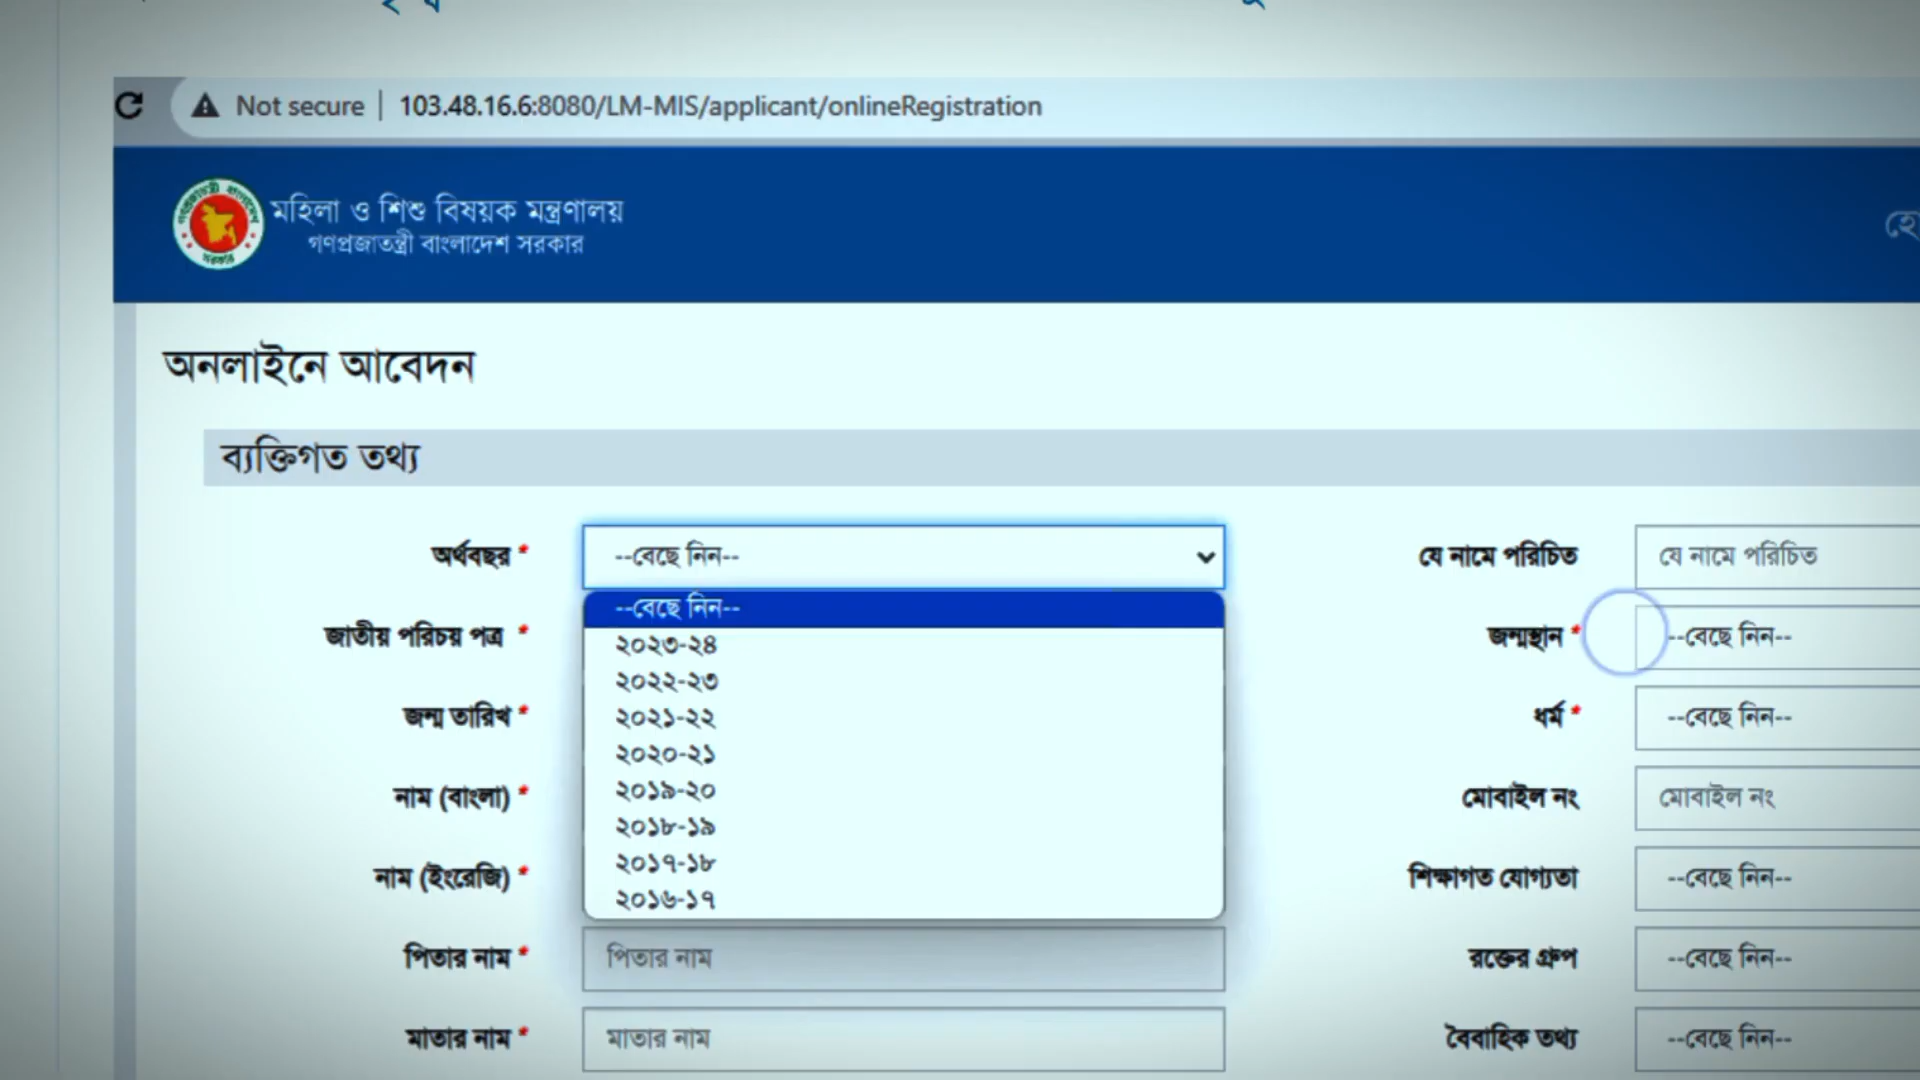 Not secure | 103.48.16.6:8080/LM-MIS/applicant/onlineRegistration
মহিলা ও শিশু বিষয়ক মন্ত্রণালয়
গণপ্রজাতন্ত্রী বাংলাদেশ সরকার
অনলাইনে আবেদন
ব্যক্তিগত তথ্য
অর্থবছর * --বেছে নিন-- যে নামে পরিচিত যে নামে পরিচিত
--বেছে নিন--
জাতীয় পরিচয় পত্র * ২০২৩-২৪ জন্মস্থান * --বেছে নিন--
২০২২-২৩
জন্ম তারিখ * ২০২১-২২ ধর্ম * --বেছে নিন--
২০২০-২১
নাম (বাংলা) * ২০১৯-২০ মোবাইল নং মোবাইল নং
২০১৮-১৯
নাম (ইংরেজি) * ২০১৭-১৮ শিক্ষাগত যোগ্যতা --বেছে নিন--
২০১৬-১৭
পিতার নাম * পিতার নাম রক্তের গ্রুপ --বেছে নিন--
মাতার নাম * মাতার নাম বৈবাহিক তথ্য --বেছে নিন--